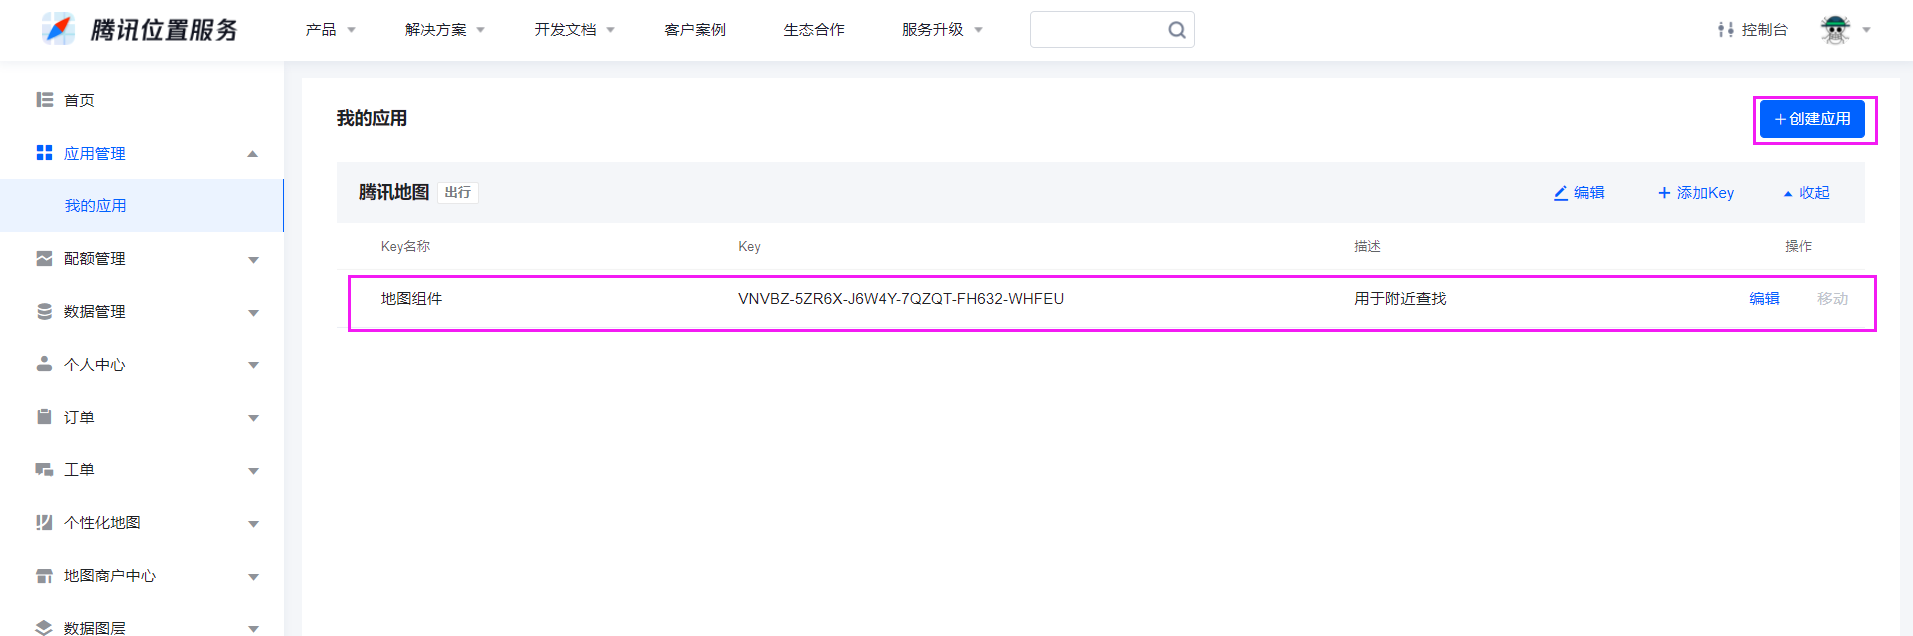 腾讯位置服务 产品 解决方案 开发文档 客户案例 生态合作 服务升级 控制台
首页
应用管理
我的应用
配额管理
数据管理
个人中心
订单
工单
个性化地图
地图商户中心
数据图层
我的应用 +创建应用
腾讯地图 出行 编辑 + 添加Key 收起
Key名称 Key 描述 操作
地图组件 VNVBZ-5ZR6X-J6W4Y-7QZQT-FH632-WHFEU 用于附近查找 编辑 移动